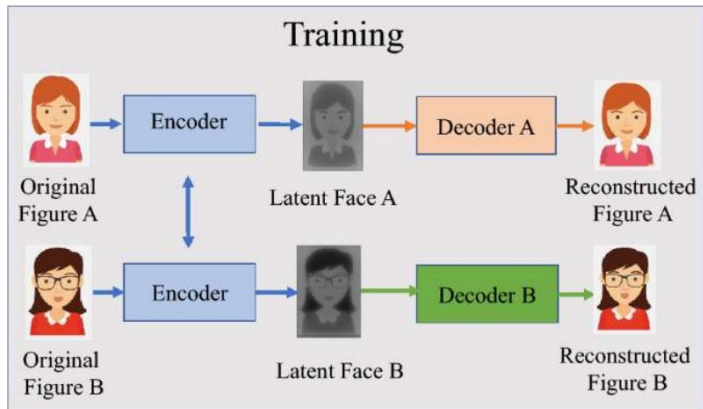 Training
Encoder
Decoder A
Original
Figure A
Latent Face A
Reconstructed
Figure A
Encoder
Decoder B
Original
Figure B
Latent Face B
Reconstructed
Figure B